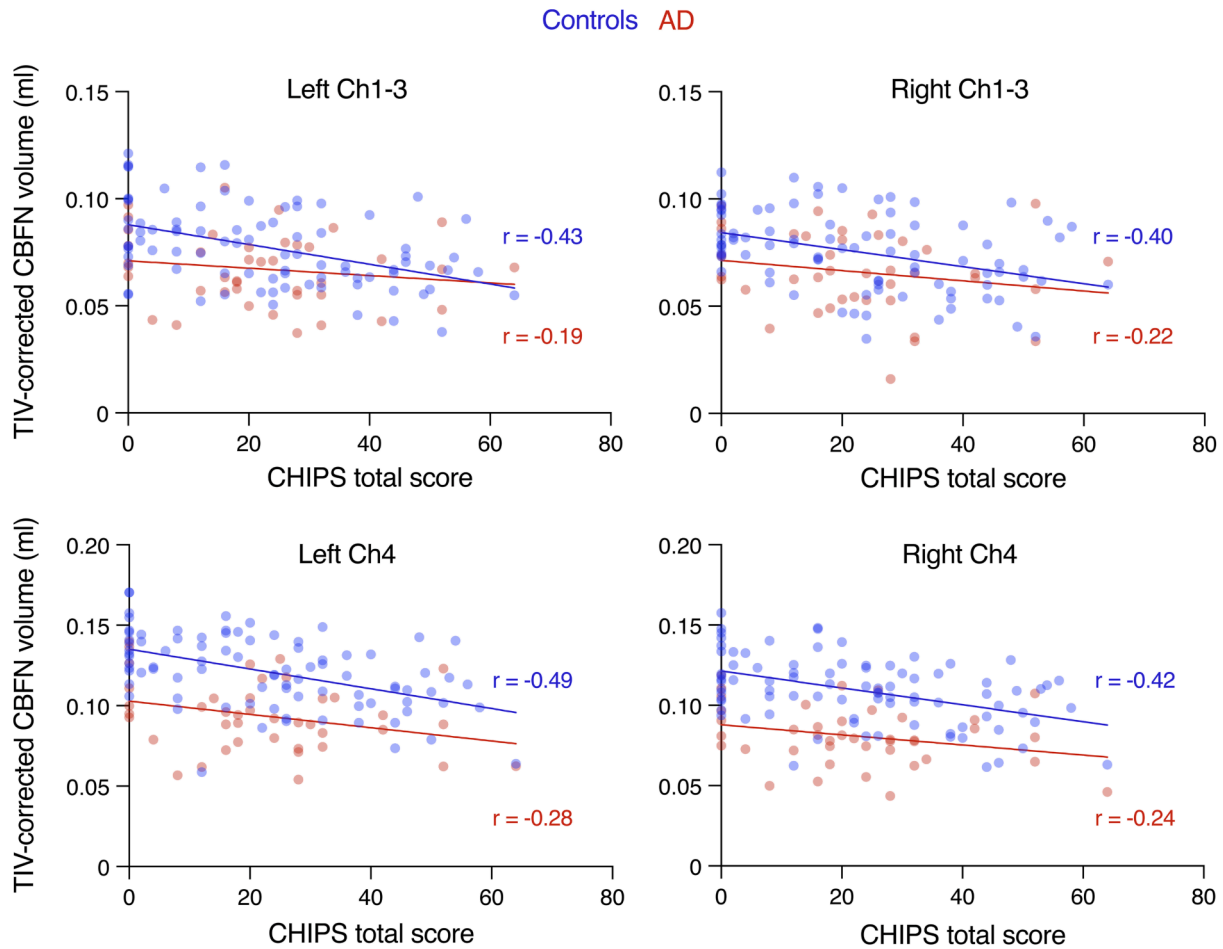 Controls AD
Left Ch1-3
Right Ch1-3
TIV-corrected CBFN volume (ml)
0.15
0.10
0.05
0
r = -0.43
r = -0.19
0 20 40 60 80
CHIPS total score
0.15
0.10
0.05
0
r = -0.40
r = -0.22
0 20 40 60 80
CHIPS total score
Left Ch4
Right Ch4
TIV-corrected CBFN volume (ml)
0.20
0.15
0.10
0.05
0
r = -0.49
r = -0.28
0 20 40 60 80
CHIPS total score
0.20
0.15
0.10
0.05
0
r = -0.42
r = -0.24
0 20 40 60 80
CHIPS total score